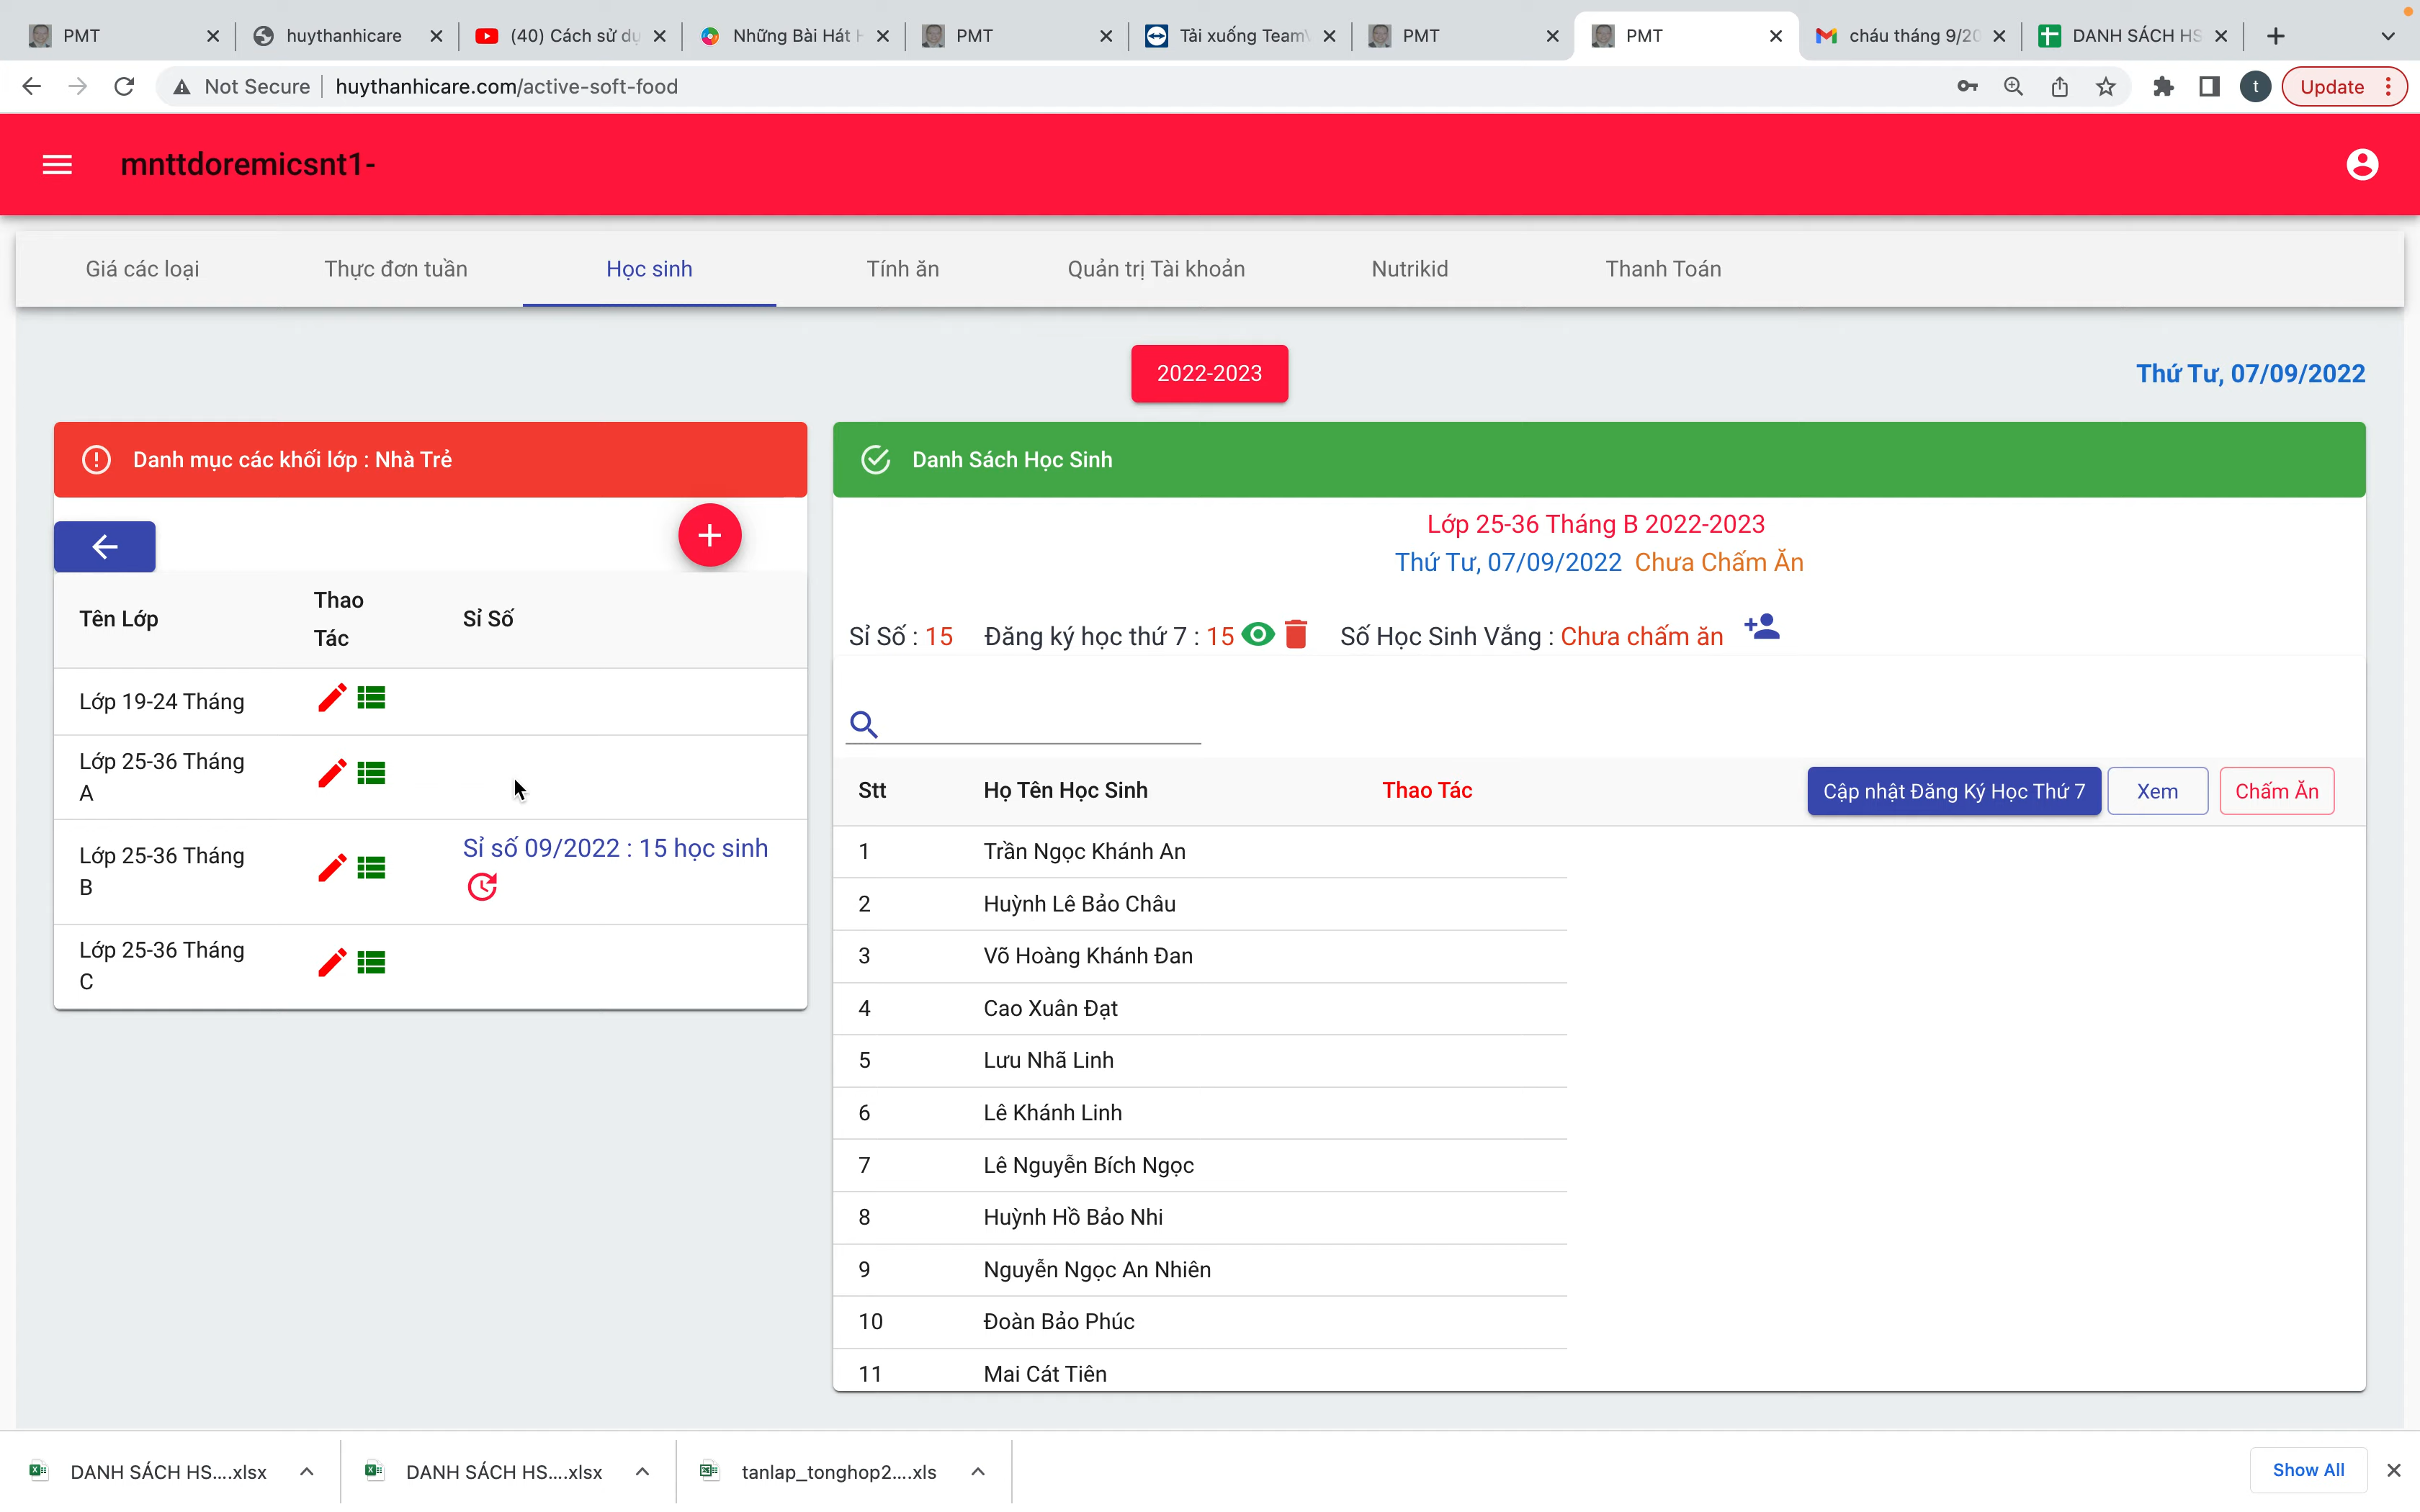 PMT
huythanhicare
(40) Cách sử dụ
Những Bài Hát H
PMT
Tải xuống TeamV
PMT
PMT
cháu tháng 9/20
DANH SÁCH HS
Not Secure
huythanhicare.com/active-soft-food
t
Update
mnttdoremicsnt1-
Giá các loại
Thực đơn tuần
Học sinh
Tính ăn
Quản trị Tài khoản
Nutrikid
Thanh Toán
2022-2023
Thứ Tư, 07/09/2022
Danh mục các khối lớp : Nhà Trẻ
Tên Lớp
Thao
Tác
Sỉ Số
Lớp 19-24 Tháng
Lớp 25-36 Tháng
A
Lớp 25-36 Tháng
B
Sỉ số 09/2022 : 15 học sinh
Lớp 25-36 Tháng
C
Danh Sách Học Sinh
Lớp 25-36 Tháng B 2022-2023
Thứ Tư, 07/09/2022 Chưa Chấm Ăn
Sỉ Số : 15 Đăng ký học thứ 7 : 15 Số Học Sinh Vắng : Chưa chấm ăn
Stt Họ Tên Học Sinh Thao Tác Cập nhật Đăng Ký Học Thứ 7 Xem Chấm Ăn
1 Trần Ngọc Khánh An
2 Huỳnh Lê Bảo Châu
3 Võ Hoàng Khánh Đan
4 Cao Xuân Đạt
5 Lưu Nhã Linh
6 Lê Khánh Linh
7 Lê Nguyễn Bích Ngọc
8 Huỳnh Hồ Bảo Nhi
9 Nguyễn Ngọc An Nhiên
10 Đoàn Bảo Phúc
11 Mai Cát Tiên
DANH SÁCH HS....xlsx
DANH SÁCH HS....xlsx
tanlap_tonghop2....xls
Show All